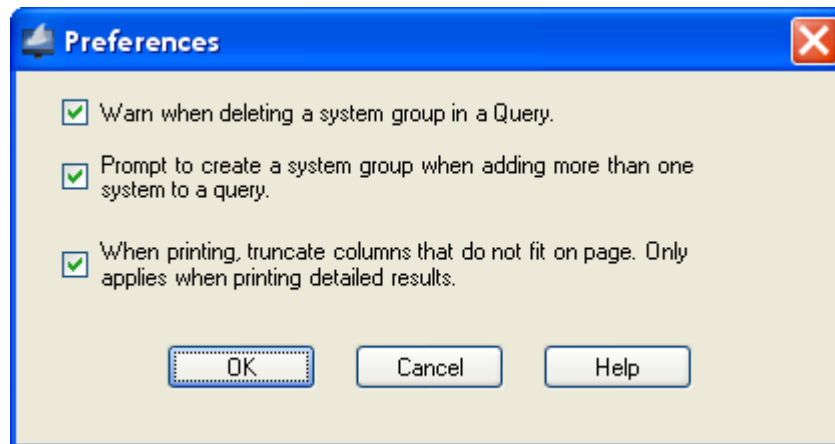 Preferences
Warn when deleting a system group in a Query.
Prompt to create a system group when adding more than one
system to a query.
When printing, truncate columns that do not fit on page. Only
applies when printing detailed results.
OK Cancel Help